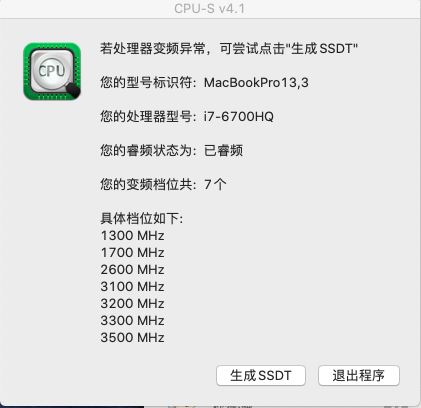 CPU-S v4.1
若处理器变频异常，可尝试点击"生成SSDT"
CPU
您的型号标识符：MacBookPro13,3
您的处理器型号：i7-6700HQ
您的睿频状态为：已睿频
您的变频档位共：7个
具体档位如下：
1300 MHz
1700 MHz
2600 MHz
3100 MHz
3200 MHz
3300 MHz
3500 MHz
生成SSDT
退出程序